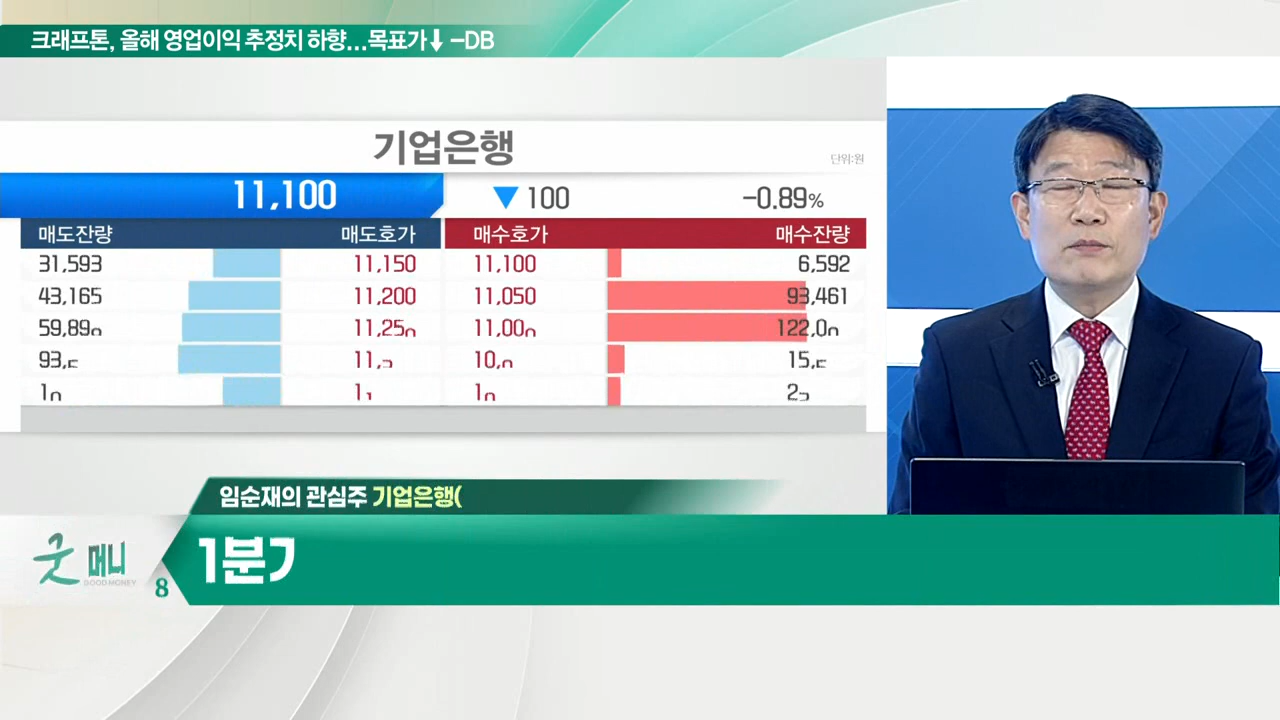 크래프톤, 올해 영업이익 추정치 하향...목표가⬇ -DB
기업은행
단위:원
11,100 ▼100 -0.89%
매도잔량 매도호가 매수호가 매수잔량
31,593 11,150 11,100 6,592
43,165 11,200 11,050 93,461
임순재의 관심주 기업은행(
굿머니
GOOD MONEY
8
1분